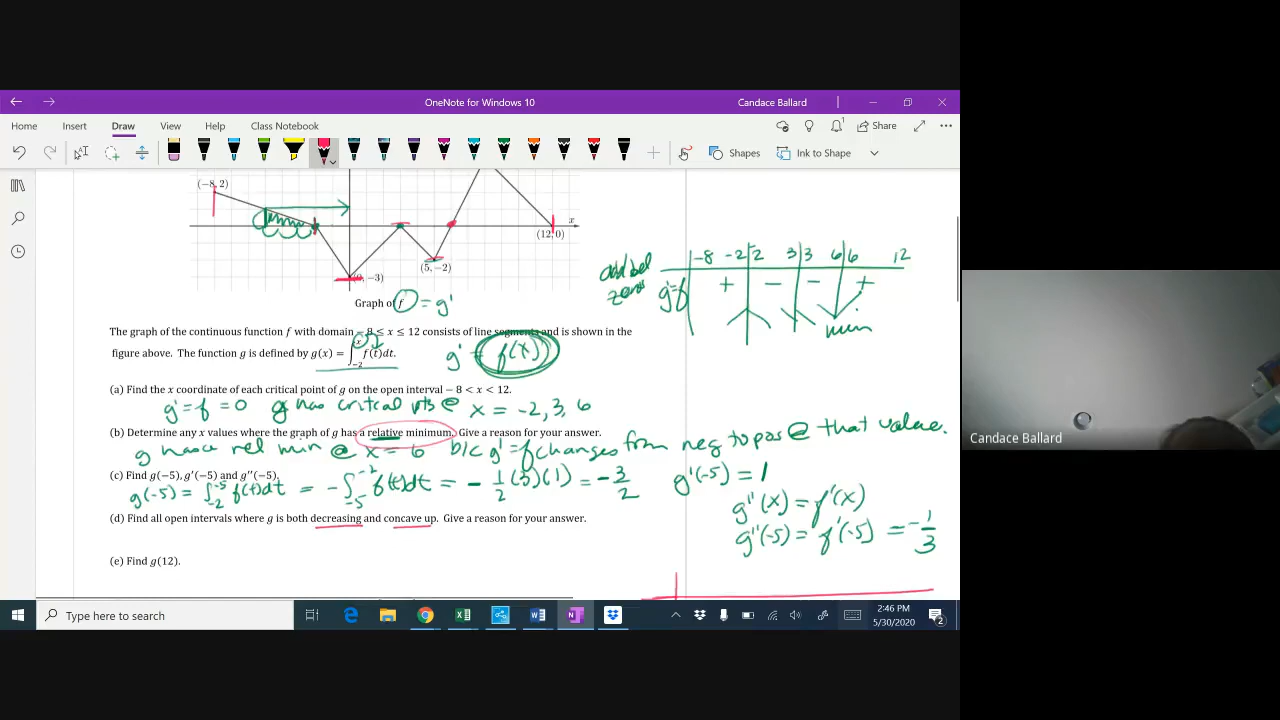 OneNote for Windows 10
Candace Ballard
Home Insert Draw View Help Class Notebook
Share
Shapes
Ink to Shape
(−8, 2)
x
(12, 0)
, −3)
(5, −2)
Graph of f = g'
The graph of the continuous function f with domain −8 ≤ x ≤ 12 consists of line segments and is shown in the
figure above. The function g is defined by g(x) = ∫₋₂ˣ f(t)dt.
g' = f(x)
(a) Find the x coordinate of each critical point of g on the open interval −8 < x < 12.
g' = f = 0 g has critical pts @ x = -2, 3, 6
(b) Determine any x values where the graph of g has a relative minimum. Give a reason for your answer.
g has a rel min @ x = 6 b/c g' = f changes from neg to pos @ that value.
(c) Find g(−5), g′(−5) and g′′(−5).
g(-5) = ∫₋₂⁻⁵ f(t)dt = - ∫₋₅⁻² f(t)dt = - 1/2 (3)(1) = -3/2
(d) Find all open intervals where g is both decreasing and concave up. Give a reason for your answer.
(e) Find g(12).
-8 -2 -2 3 3 6 6 12
zeros
g' = f + - - +
min
g'(-5) = 1
g''(x) = f'(x)
g''(-5) = f'(-5) = -1/3
Candace Ballard
Type here to search
2:46 PM
5/30/2020
2